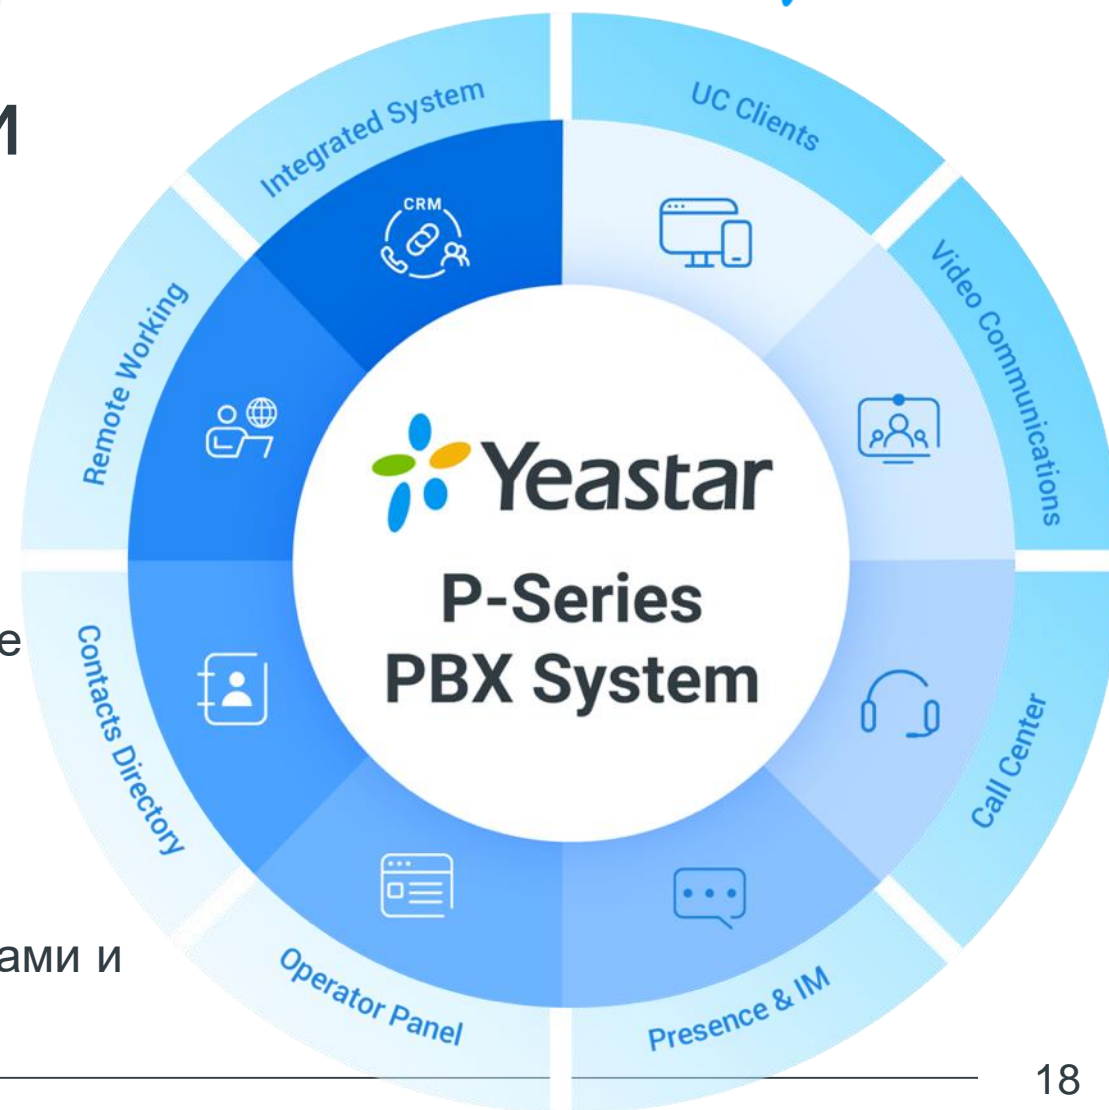 и
Integrated System
UC Clients
CRM
Remote Working
Video Communications
Yeastar
P-Series
PBX System
е
Contacts Directory
Call Center
ами и
Operator Panel
Presence & IM
18